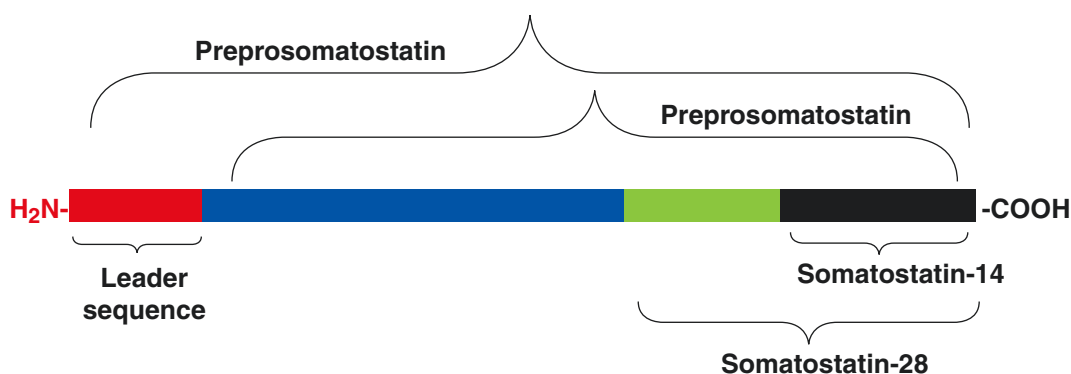 Preprosomatostatin
Preprosomatostatin
H₂N- -COOH
Leader
sequence
Somatostatin-14
Somatostatin-28